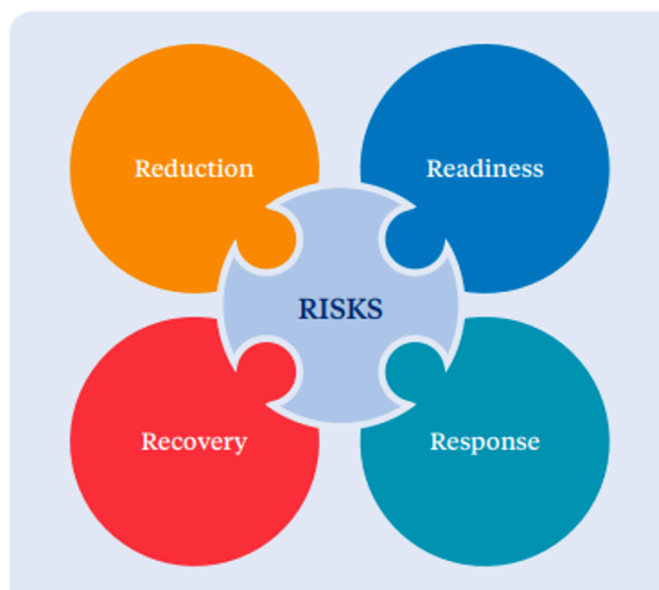 Reduction
Readiness
RISKS
Recovery
Response